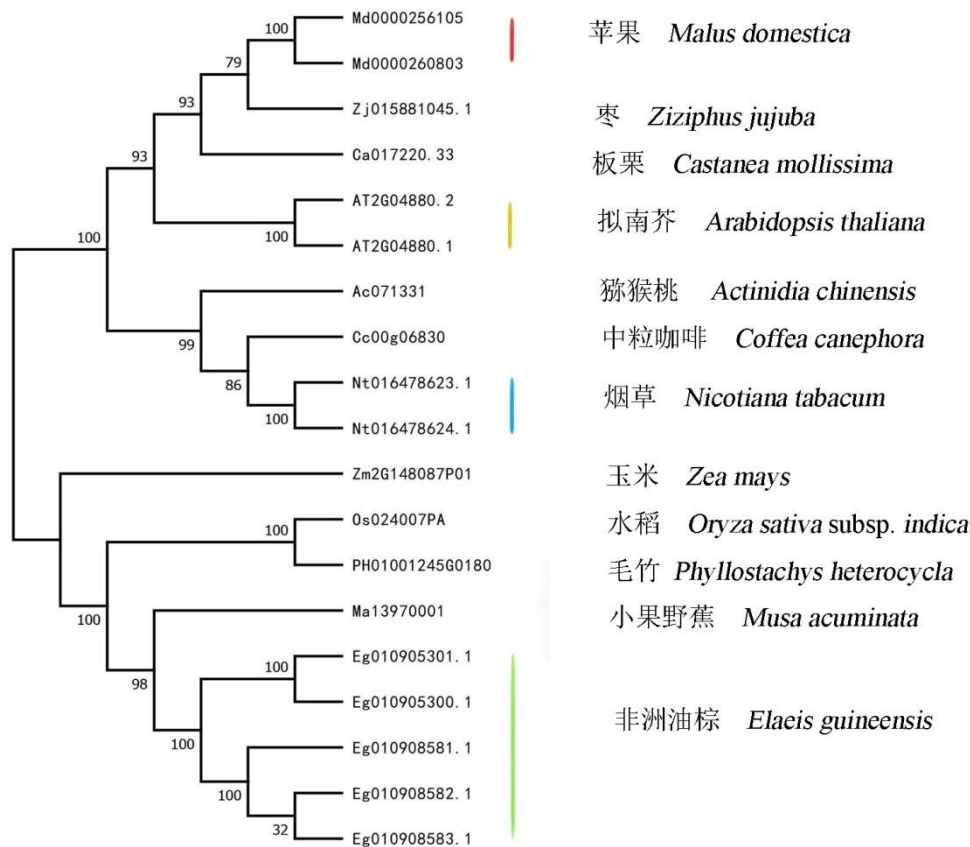 100 Md0000256105 苹果 Malus domestica
79 Md0000260803
93 Zj015881045.1 枣 Ziziphus jujuba
93 Ca017220.33 板栗 Castanea mollissima
AT2G04880.2 拟南芥 Arabidopsis thaliana
100 100 AT2G04880.1
Ac071331 猕猴桃 Actinidia chinensis
99 Cc00g06830 中粒咖啡 Coffea canephora
86 Nt016478623.1 烟草 Nicotiana tabacum
100 Nt016478624.1
Zm2G148087P01 玉米 Zea mays
100 Os024007PA 水稻 Oryza sativa subsp. indica
PH01001245G0180 毛竹 Phyllostachys heterocycla
100 Ma13970001 小果野蕉 Musa acuminata
98 100 Eg010905301.1
Eg010905300.1 非洲油棕 Elaeis guineensis
100 Eg010908581.1
100 Eg010908582.1
32 Eg010908583.1